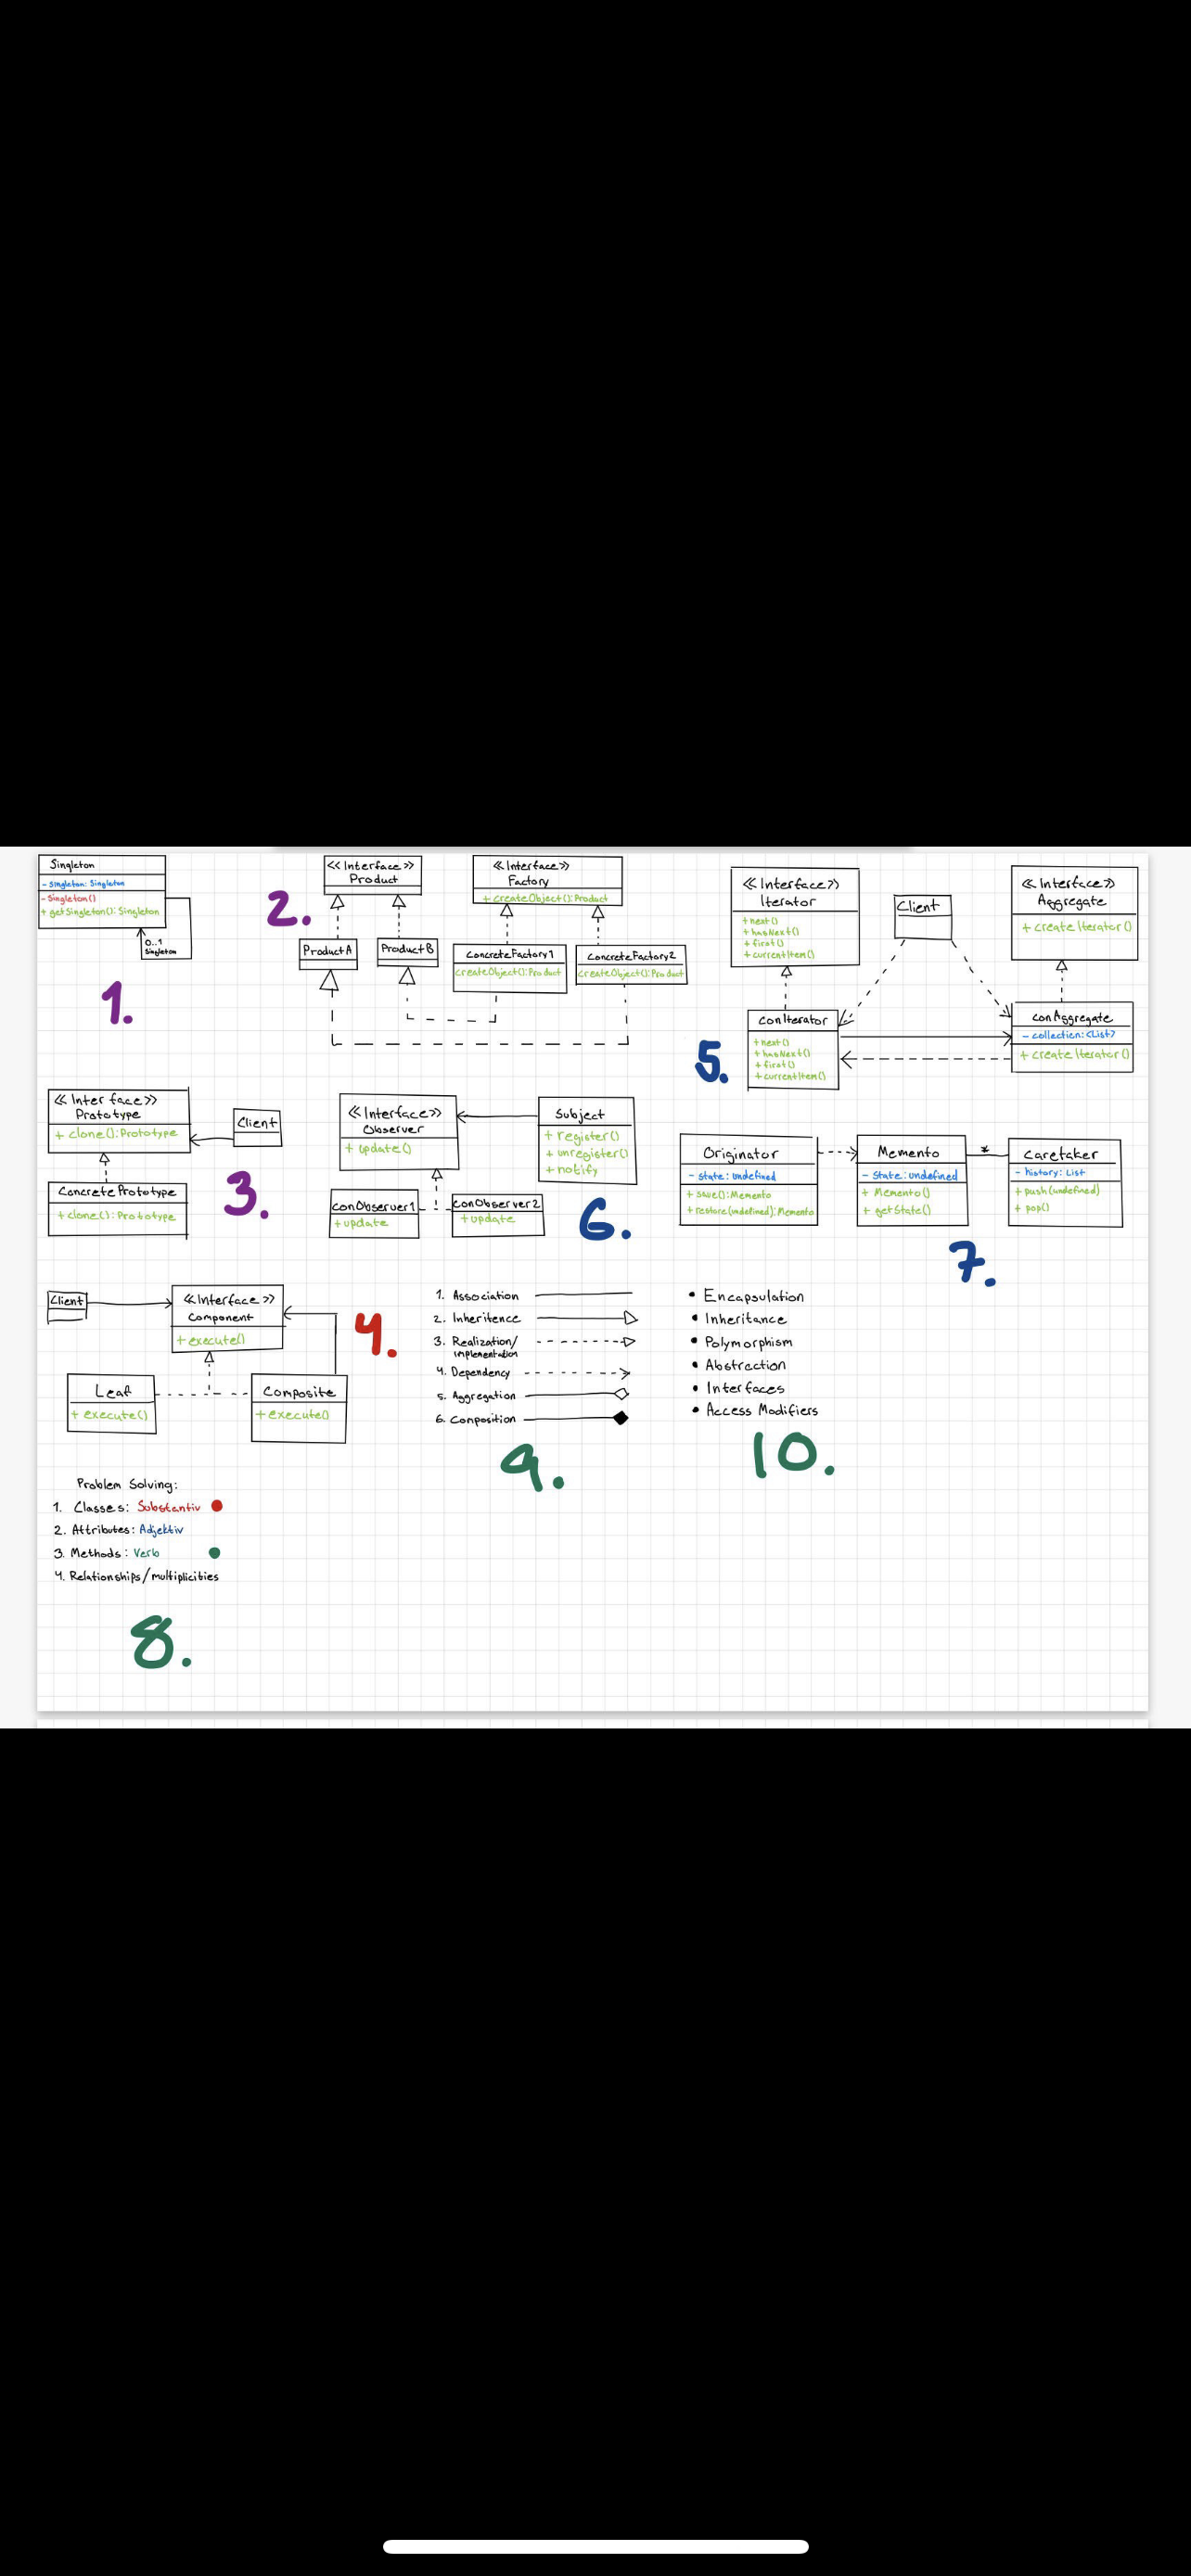 Singleton
- Singleton: Singleton
- Singleton()
+ getSingleton(): Singleton
0..1
Singleton
1.
2.
<< Interface >>
Product
Product A
Product B
<< Interface >>
Factory
+ createObject(): Product
ConcreteFactory1
createObject(): Product
ConcreteFactory2
createObject(): Product
<< Interface >>
Iterator
+ next()
+ hasNext()
+ first()
+ currentItem()
Client
<< Interface >>
Aggregate
+ create Iterator ()
Con Iterator
+ next()
+ hasNext()
+ first()
+ currentItem()
conAggregate
- collection: <List>
+ create Iterator ()
5.
<< Interface >>
Prototype
+ clone(): Prototype
Client
Concrete Prototype
+ clone(): Prototype
3.
<< Interface >>
Observer
+ update()
Subject
+ register()
+ unregister()
+ notify
conObserver1
+ update
conObserver2
+ update
6.
Originator
- state: undefined
+ save(): Memento
+ restore(undefined): Memento
Memento
- State: undefined
+ Memento()
+ getState()
*
Caretaker
- history: List
+ push(undefined)
+ pop()
7.
Client
<< Interface >>
Component
+ execute()
Leaf
+ execute()
Composite
+ execute()
4.
1. Association
2. Inheritence
3. Realization/
implementation
4. Dependency
5. Aggregation
6. Composition
9.
• Encapsulation
• Inheritance
• Polymorphism
• Abstraction
• Interfaces
• Access Modifiers
10.
Problem Solving:
1. Classes: Substantiv
2. Attributes: Adjektiv
3. Methods: Verb
4. Relationships/multiplicities
8.